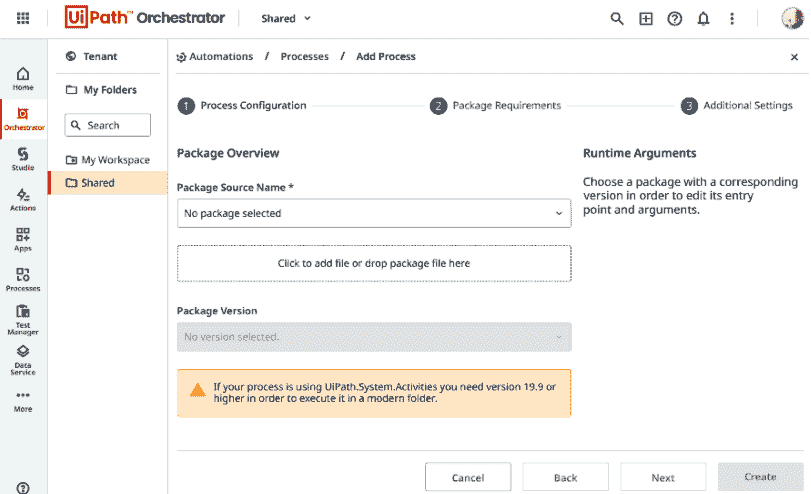 UiPath™ Orchestrator
Shared
Tenant
My Folders
Search
My Workspace
Shared
Home
Orchestrator
Studio
Actions
Apps
Processes
Test
Manager
Data
Service
More
Automations / Processes / Add Process
1 Process Configuration
2 Package Requirements
3 Additional Settings
Package Overview
Package Source Name *
No package selected
Click to add file or drop package file here
Package Version
No version selected.
If your process is using UiPath.System.Activities you need version 19.9 or
higher in order to execute it in a modern folder.
Runtime Arguments
Choose a package with a corresponding
version in order to edit its entry
point and arguments.
Cancel
Back
Next
Create